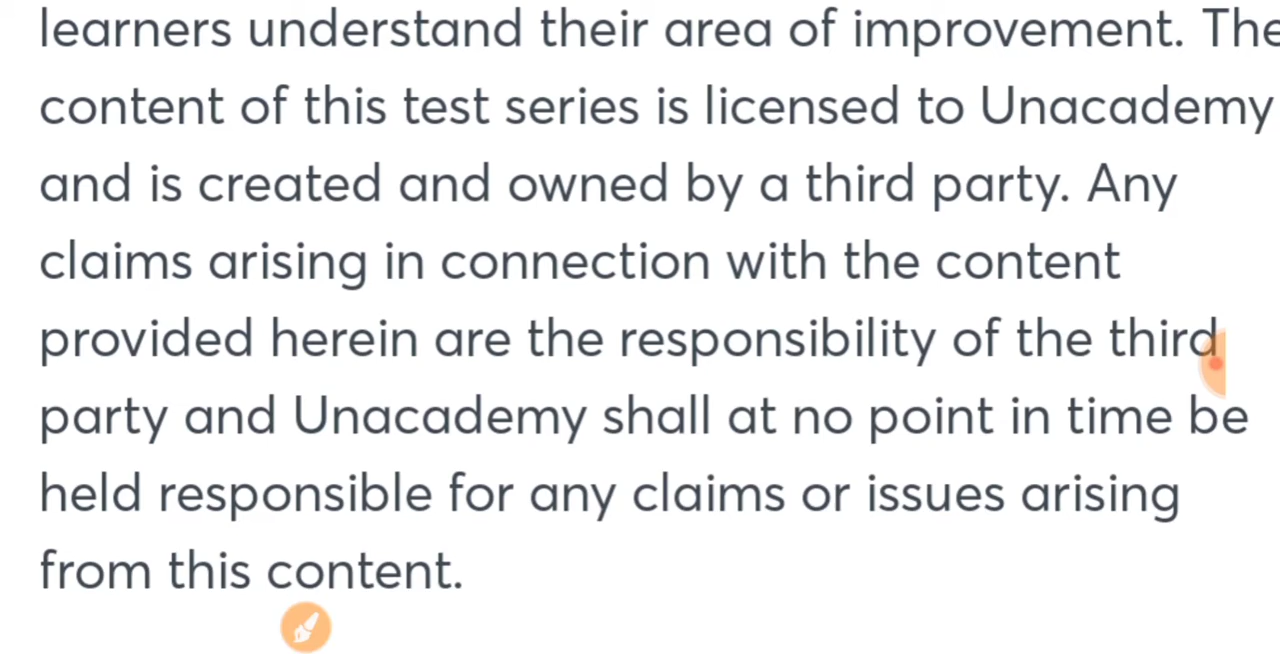 learners understand their area of improvement. The
content of this test series is licensed to Unacademy
and is created and owned by a third party. Any
claims arising in connection with the content
provided herein are the responsibility of the third
party and Unacademy shall at no point in time be
held responsible for any claims or issues arising
from this content.